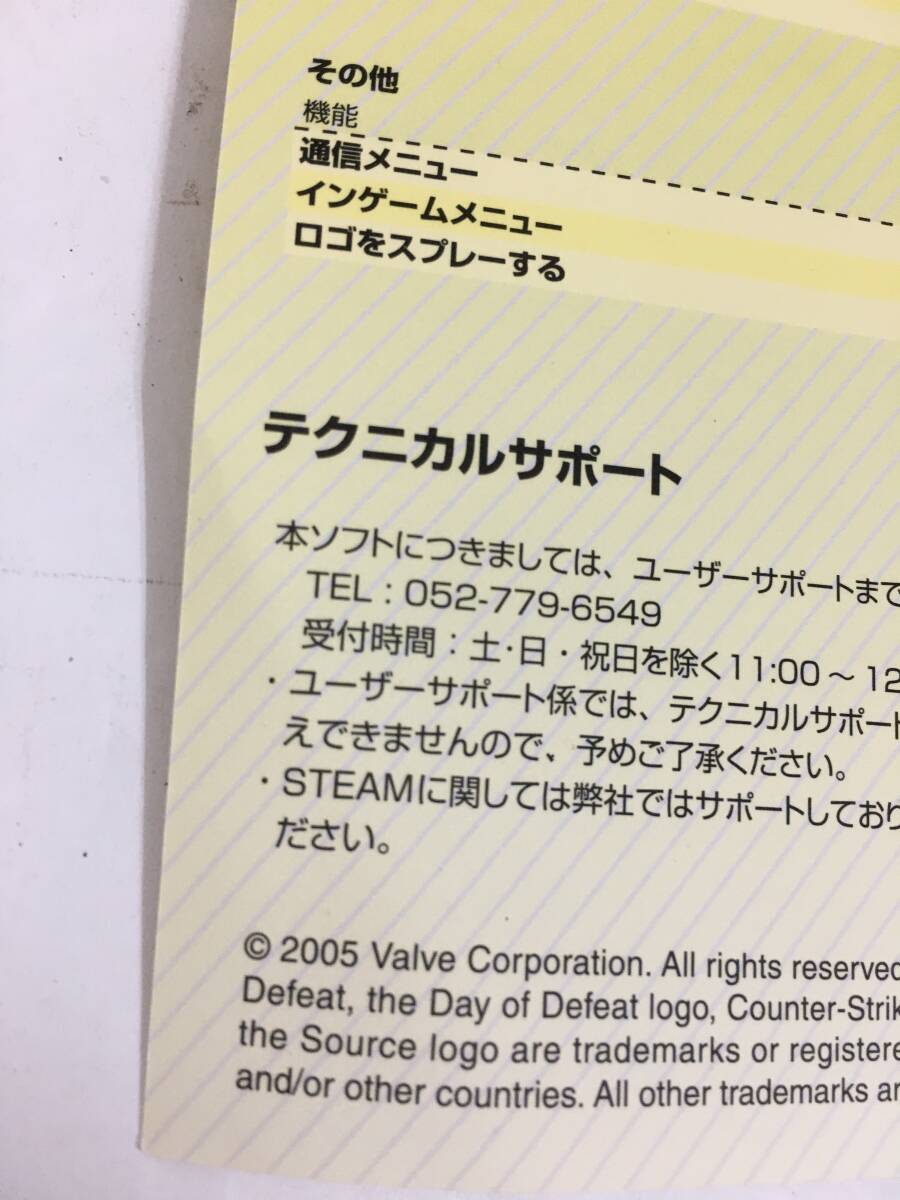 その他
機能
通信メニュー
インゲームメニュー
ロゴをスプレーする
テクニカルサポート
本ソフトにつきましては、ユーザーサポートまで
TEL : 052-779-6549
受付時間 : 土・日・祝日を除く11:00 ～ 12
・ユーザーサポート係では、テクニカルサポート
えできませんので、予めご了承ください。
・STEAMに関しては弊社ではサポートしており
ださい。
© 2005 Valve Corporation. All rights reserved
Defeat, the Day of Defeat logo, Counter-Strik
the Source logo are trademarks or registere
and/or other countries. All other trademarks ar